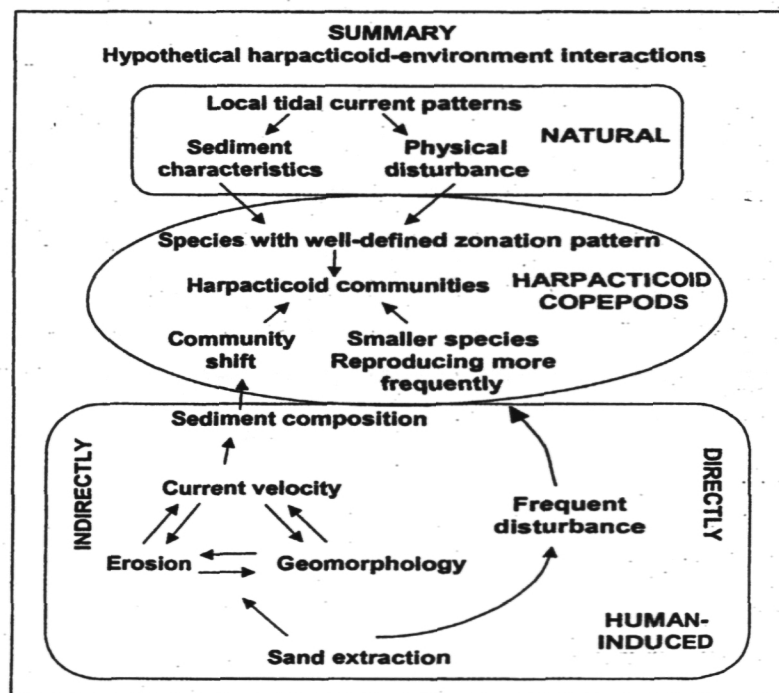 SUMMARY
Hypothetical harpacticoid-environment interactions
Local tidal current patterns
NATURAL
Sediment
characteristics
Physical
disturbance
Species with well-defined zonation pattern
Harpacticoid communities
HARPACTICOID
COPEPODS
Community
shift
Smaller species
Reproducing more
frequently
Sediment composition
INDIRECTLY
Current velocity
Erosion
Geomorphology
Frequent
disturbance
DIRECTLY
Sand extraction
HUMAN-
INDUCED